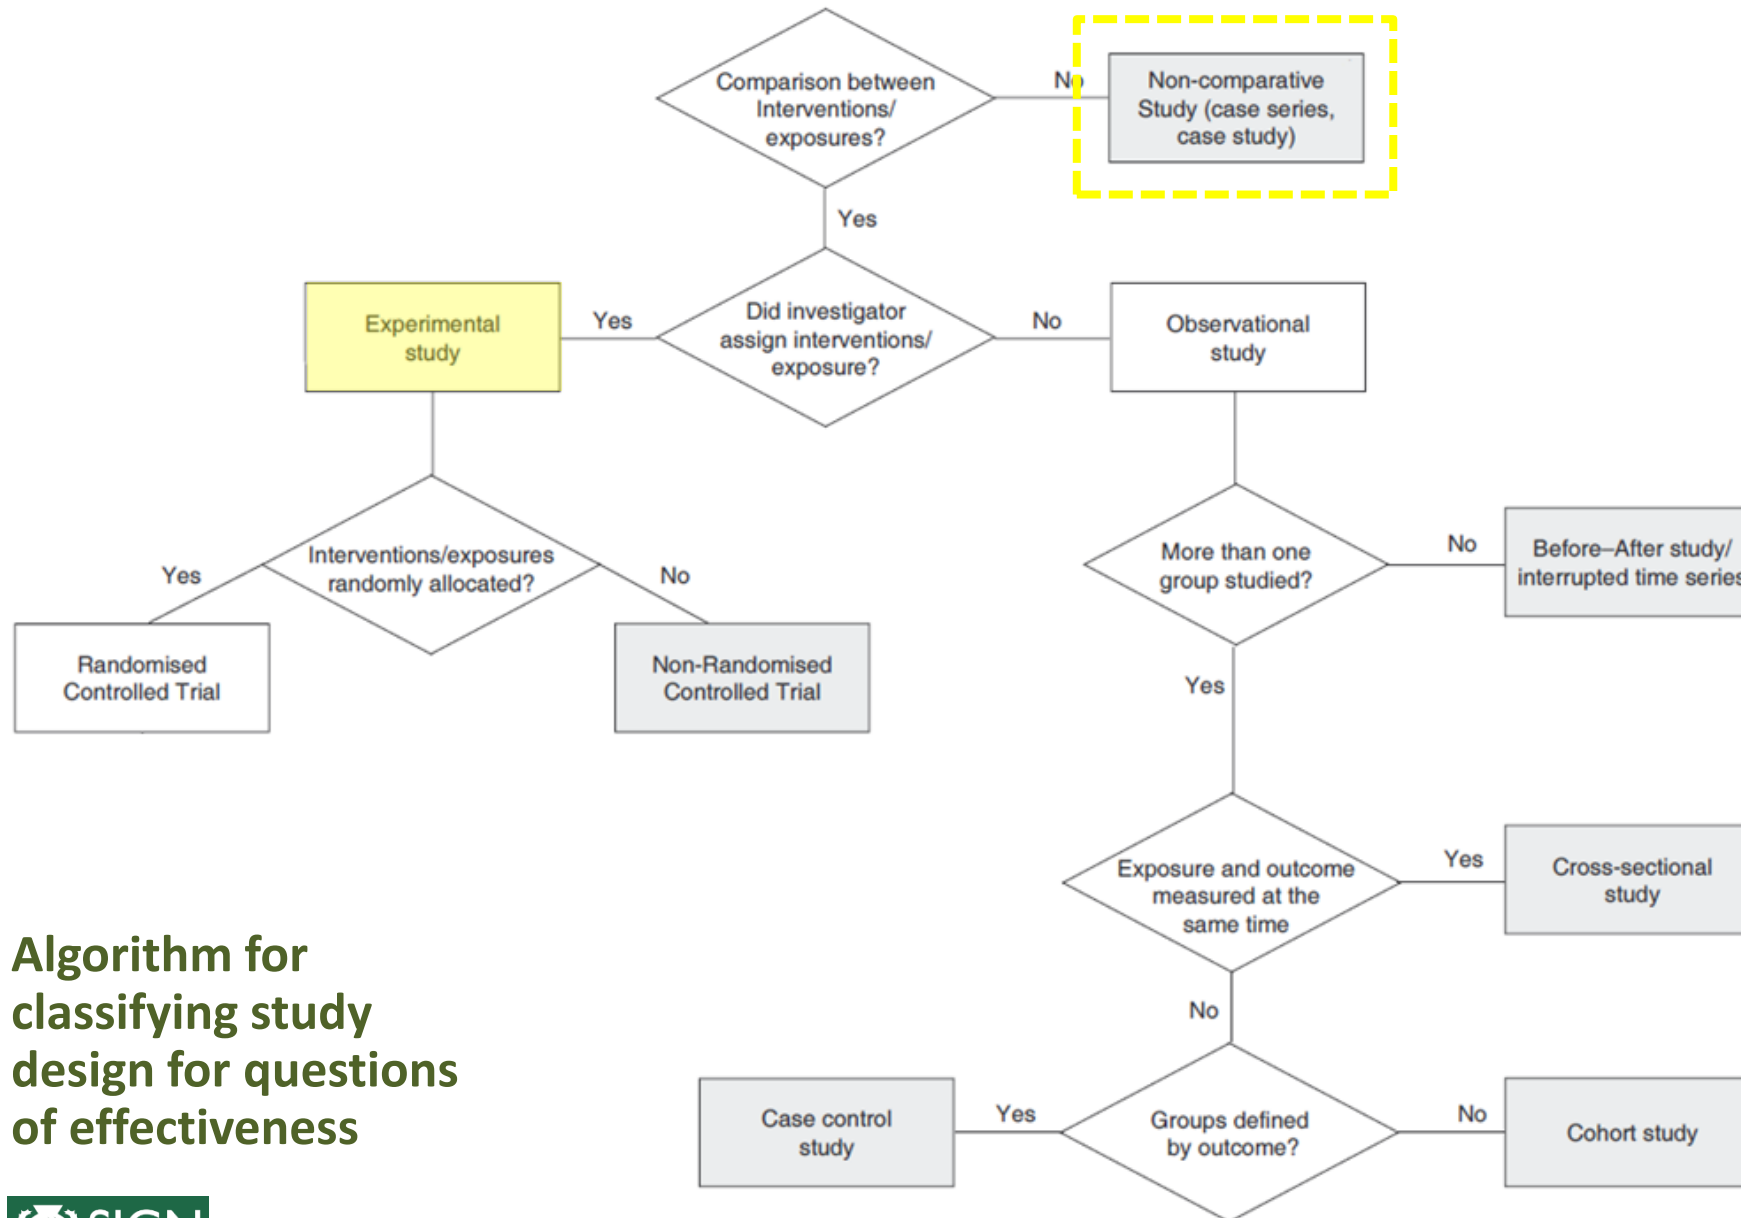 Comparison between
Interventions/
exposures?
No
Non-comparative
Study (case series,
case study)
Yes
Experimental
study
Yes
Did investigator
assign interventions/
exposure?
No
Observational
study
Interventions/exposures
randomly allocated?
Yes
No
Randomised
Controlled Trial
Non-Randomised
Controlled Trial
More than one
group studied?
No
Before–After study/
interrupted time series
Yes
Exposure and outcome
measured at the
same time
Yes
Cross-sectional
study
No
Algorithm for
classifying study
design for questions
of effectiveness
Case control
study
Yes
Groups defined
by outcome?
No
Cohort study
SIGN